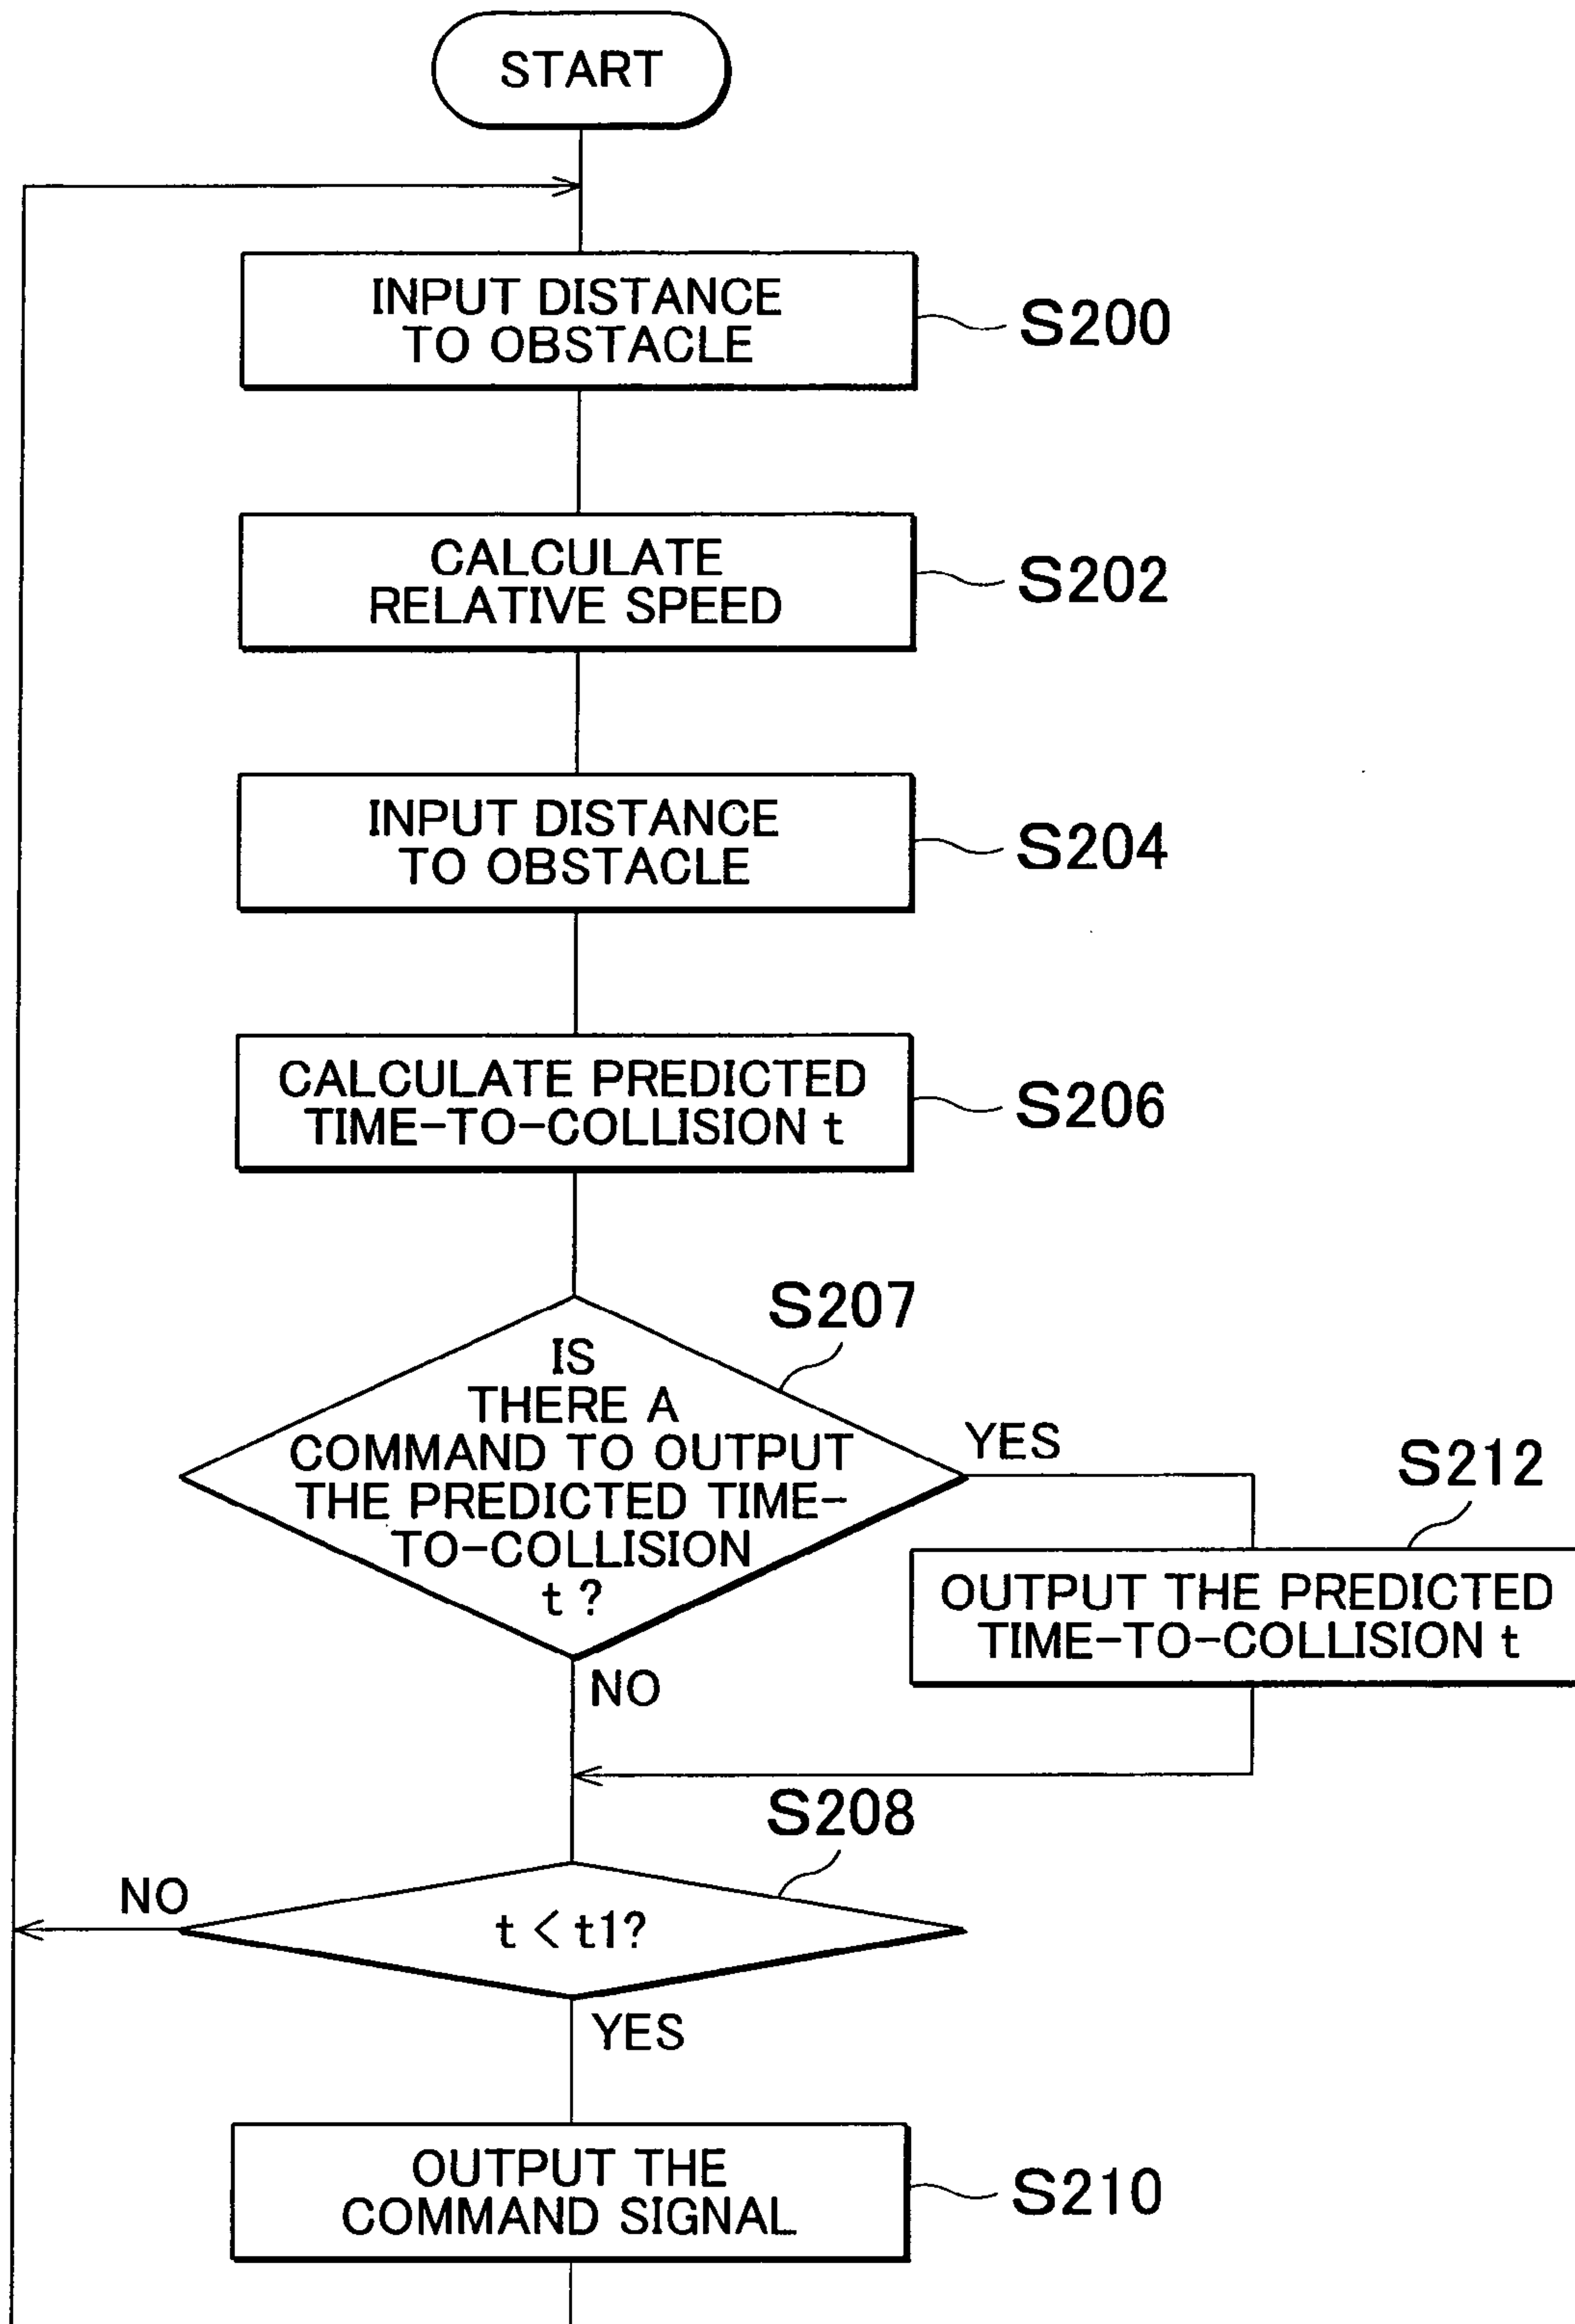 START
INPUT DISTANCE
TO OBSTACLE
S200
CALCULATE
RELATIVE SPEED
S202
INPUT DISTANCE
TO OBSTACLE
S204
CALCULATE PREDICTED
TIME-TO-COLLISION t
S206
S207
IS
THERE A
COMMAND TO OUTPUT
THE PREDICTED TIME-
TO-COLLISION
t ?
YES
NO
S212
OUTPUT THE PREDICTED
TIME-TO-COLLISION t
S208
t < t1?
NO
YES
OUTPUT THE
COMMAND SIGNAL
S210